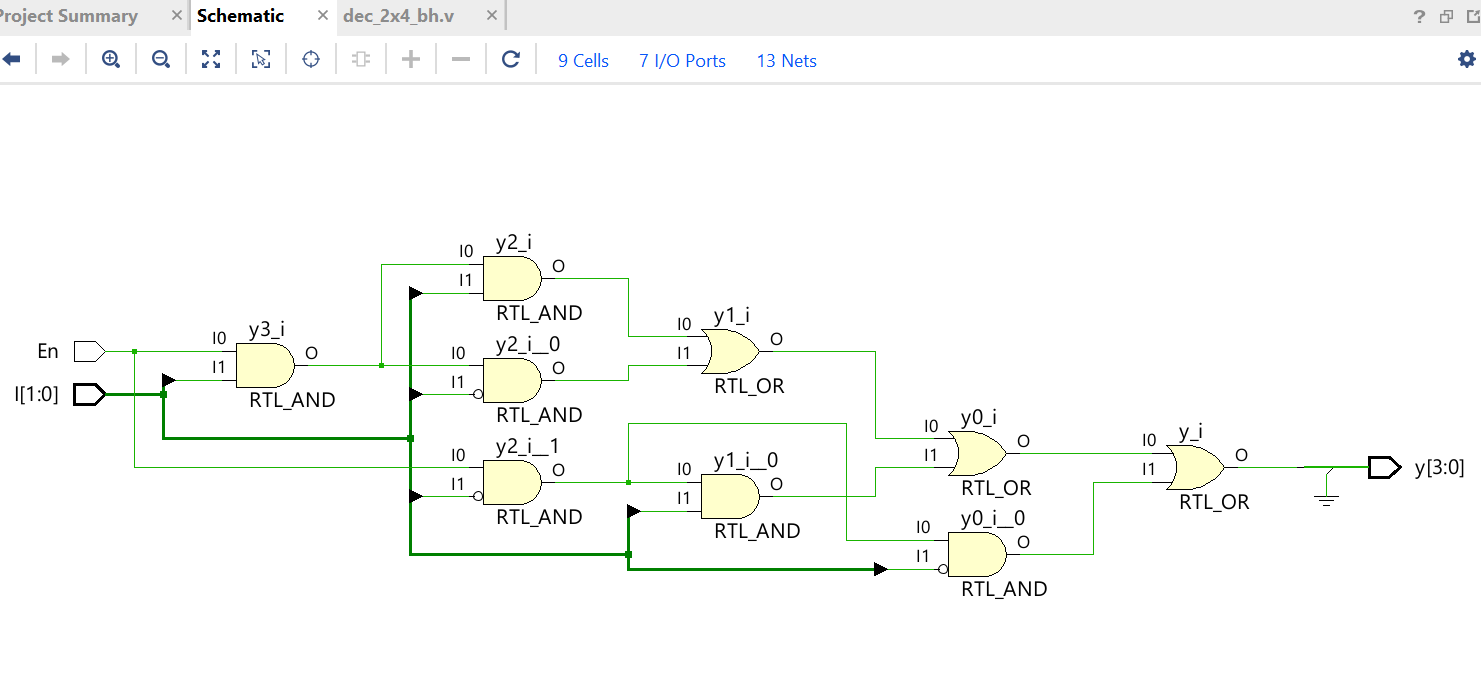 Project Summary × Schematic × dec_2x4_bh.v ×
?
9 Cells 7 I/O Ports 13 Nets
y2_i
I0
O
I1
RTL_AND
y3_i
I0
O
I1
RTL_AND
En
I[1:0]
y2_i__0
I0
O
I1
RTL_AND
y1_i
I0
O
I1
RTL_OR
y2_i__1
I0
O
I1
RTL_AND
y1_i__0
I0
O
I1
RTL_AND
y0_i
I0
O
I1
RTL_OR
y0_i__0
I0
O
I1
RTL_AND
y_i
I0
O
I1
RTL_OR
y[3:0]